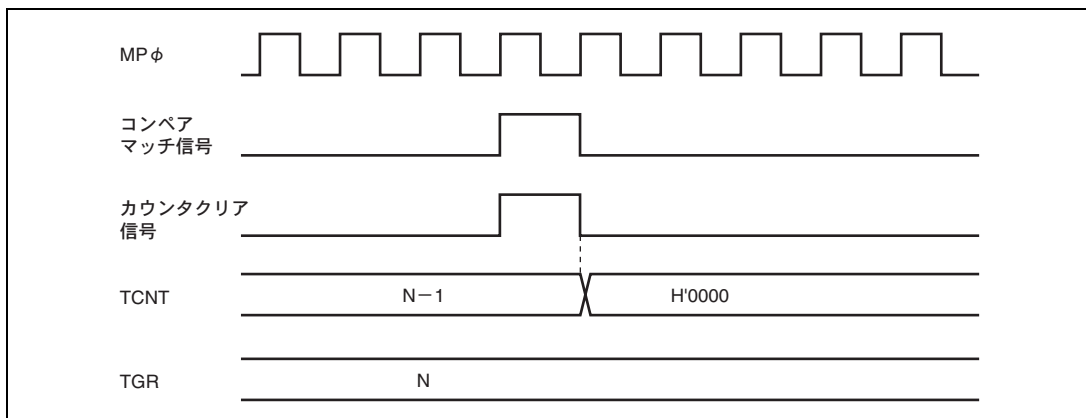 MPφ
コンペア
マッチ信号
カウンタクリア
信号
TCNT
N－1
H'0000
TGR
N